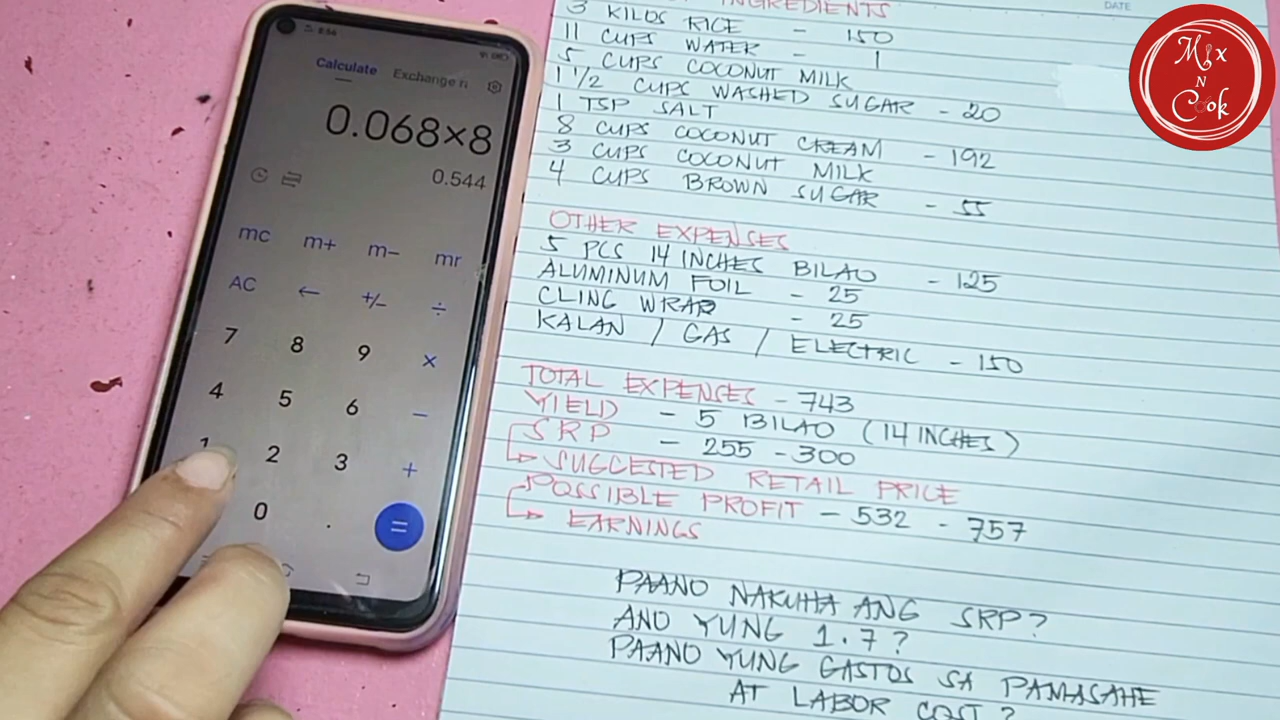 INGREDIENTS
DATE
3 KILOS RICE - 150
11 CUPS WATER - 1
5 CUPS COCONUT MILK
1 1/2 CUPS WASHED SUGAR - 20
1 TSP SALT
8 CUPS COCONUT CREAM - 192
3 CUPS COCONUT MILK
4 CUPS BROWN SUGAR - 55
OTHER EXPENSES
5 PCS 14 INCHES BILAO - 125
ALUMINUM FOIL - 25
CLING WRAP - 25
KALAN / GAS / ELECTRIC - 150
TOTAL EXPENSES - 743
YIELD - 5 BILAO (14 INCHES)
SRP - 255 - 300
SUGGESTED RETAIL PRICE
POSSIBLE PROFIT - 532 - 757
EARNINGS
PAANO NAKUHA ANG SRP?
ANO YUNG 1.7?
PAANO YUNG GASTOS SA PAMASAHE
AT LABOR COST?
Mix
N
Cook
8:56
Calculate Exchange r
0.068×8
0.544
mc m+ m− mr
AC ← +/− ÷
7 8 9 ×
4 5 6 −
1 2 3 +
0 . =